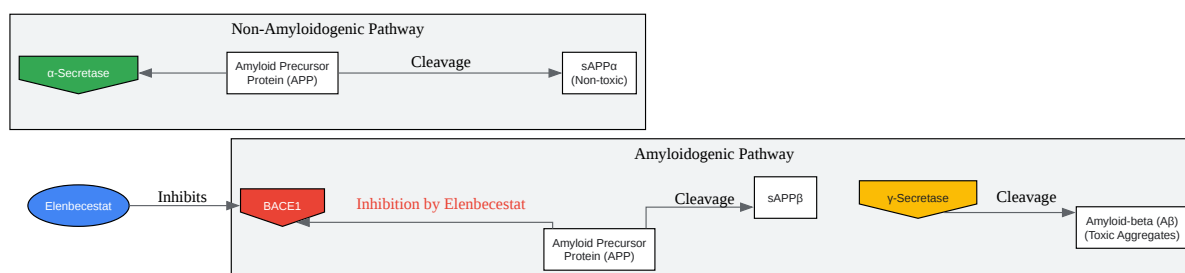 Non-Amyloidogenic Pathway
α-Secretase
Amyloid Precursor
Protein (APP)
Cleavage
sAPPα
(Non-toxic)
Amyloidogenic Pathway
Elenbecestat
Inhibits
BACE1
Inhibition by Elenbecestat
Amyloid Precursor
Protein (APP)
Cleavage
sAPPβ
γ-Secretase
Cleavage
Amyloid-beta (Aβ)
(Toxic Aggregates)